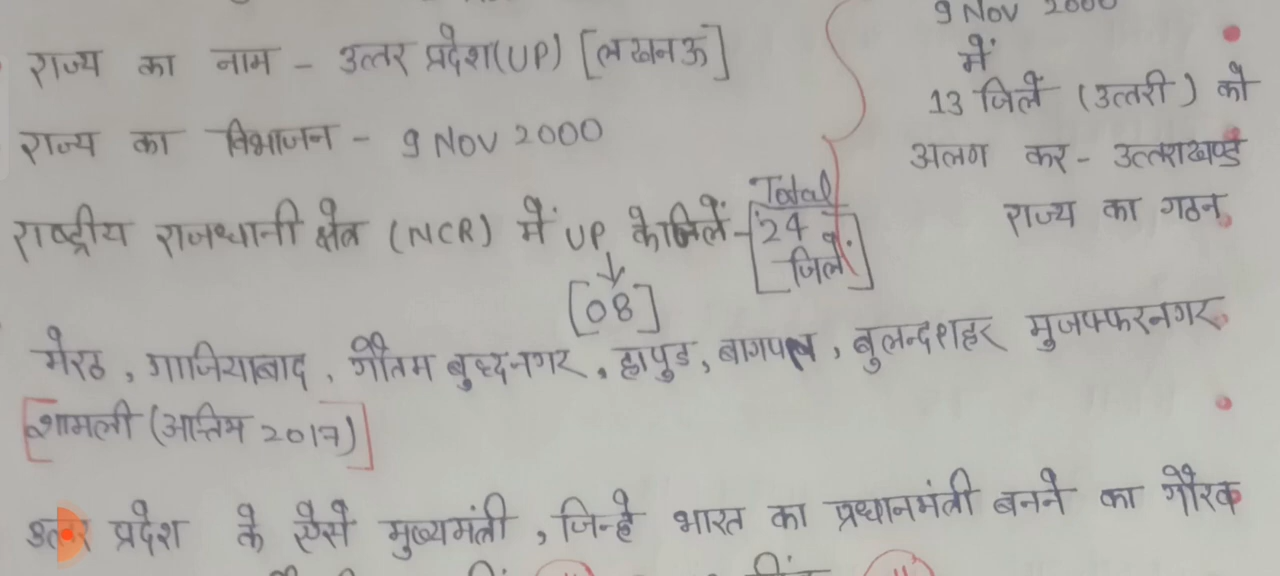 राज्य का नाम - उत्तर प्रदेश(UP) [लखनऊ]
राज्य का विभाजन - 9 Nov 2000
9 Nov 2000
में
13 जिलें (उत्तरी) को
अलग कर - उत्तराखण्ड
राज्य का गठन
राष्ट्रीय राजधानी क्षेत्र (NCR) में UP के जिलें - [Total 24 जिलें]
[08]
मेरठ, गाजियाबाद, गौतम बुध्दनगर, हापुड, बागपत, बुलन्दशहर मुजफ्फरनगर
[शामली (अन्तिम 2017)]
उत्तर प्रदेश के ऐसे मुख्यमंत्री, जिन्हे भारत का प्रधानमंत्री बनने का गौरव